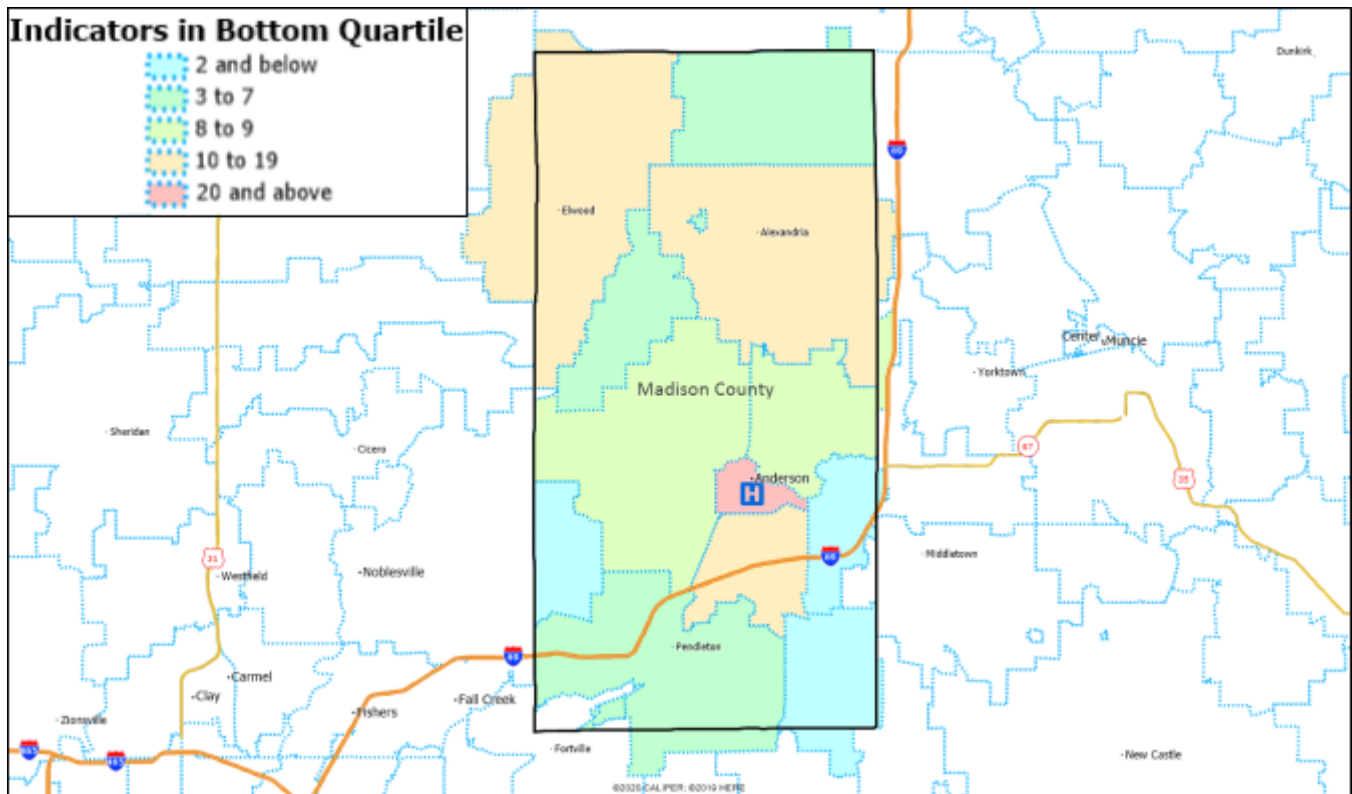 Indicators in Bottom Quartile
2 and below
3 to 7
8 to 9
10 to 19
20 and above
Dunkirk
69
Elwood
Alexandria
Center
Muncie
Yorktown
Madison County
Sheridan
Cicero
67
Anderson
H
35
31
69
Middletown
Westfield
Noblesville
Pendleton
69
Carmel
Clay
Fall Creek
Fishers
Zionsville
Fortville
465
465
New Castle
©2020 CALIPER; ©2019 HERE